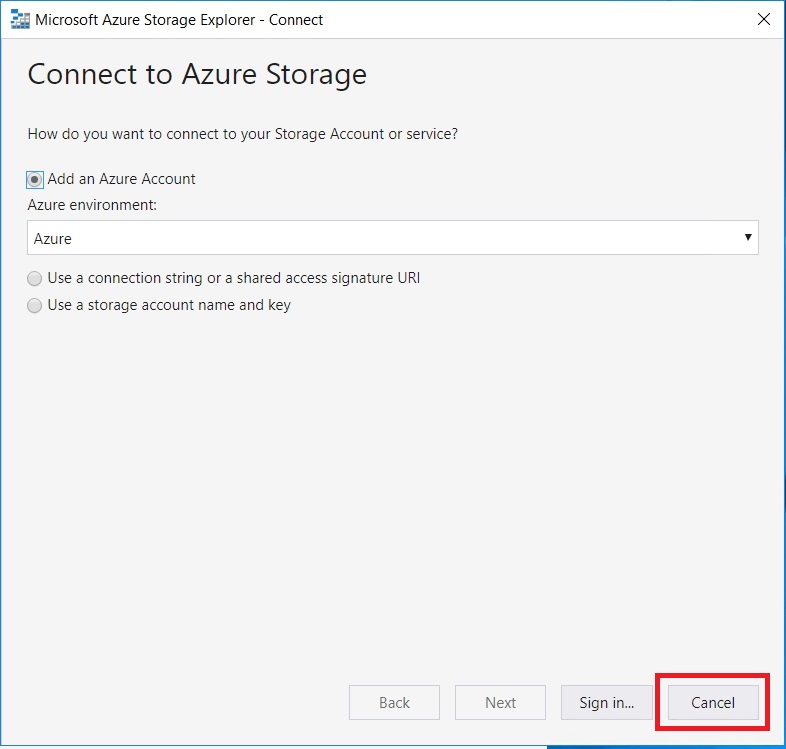 Microsoft Azure Storage Explorer - Connect
Connect to Azure Storage
How do you want to connect to your Storage Account or service?
Add an Azure Account
Azure environment:
Azure
Use a connection string or a shared access signature URI
Use a storage account name and key
Back Next Sign in... Cancel